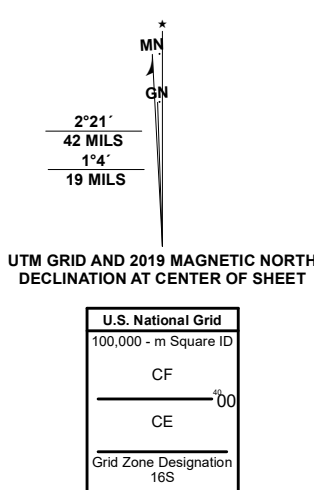 ★
MN
GN
2°21´
42 MILS
1°4´
19 MILS
UTM GRID AND 2019 MAGNETIC NORTH
DECLINATION AT CENTER OF SHEET
U.S. National Grid
100,000 - m Square ID
CF
40 00
CE
Grid Zone Designation
16S